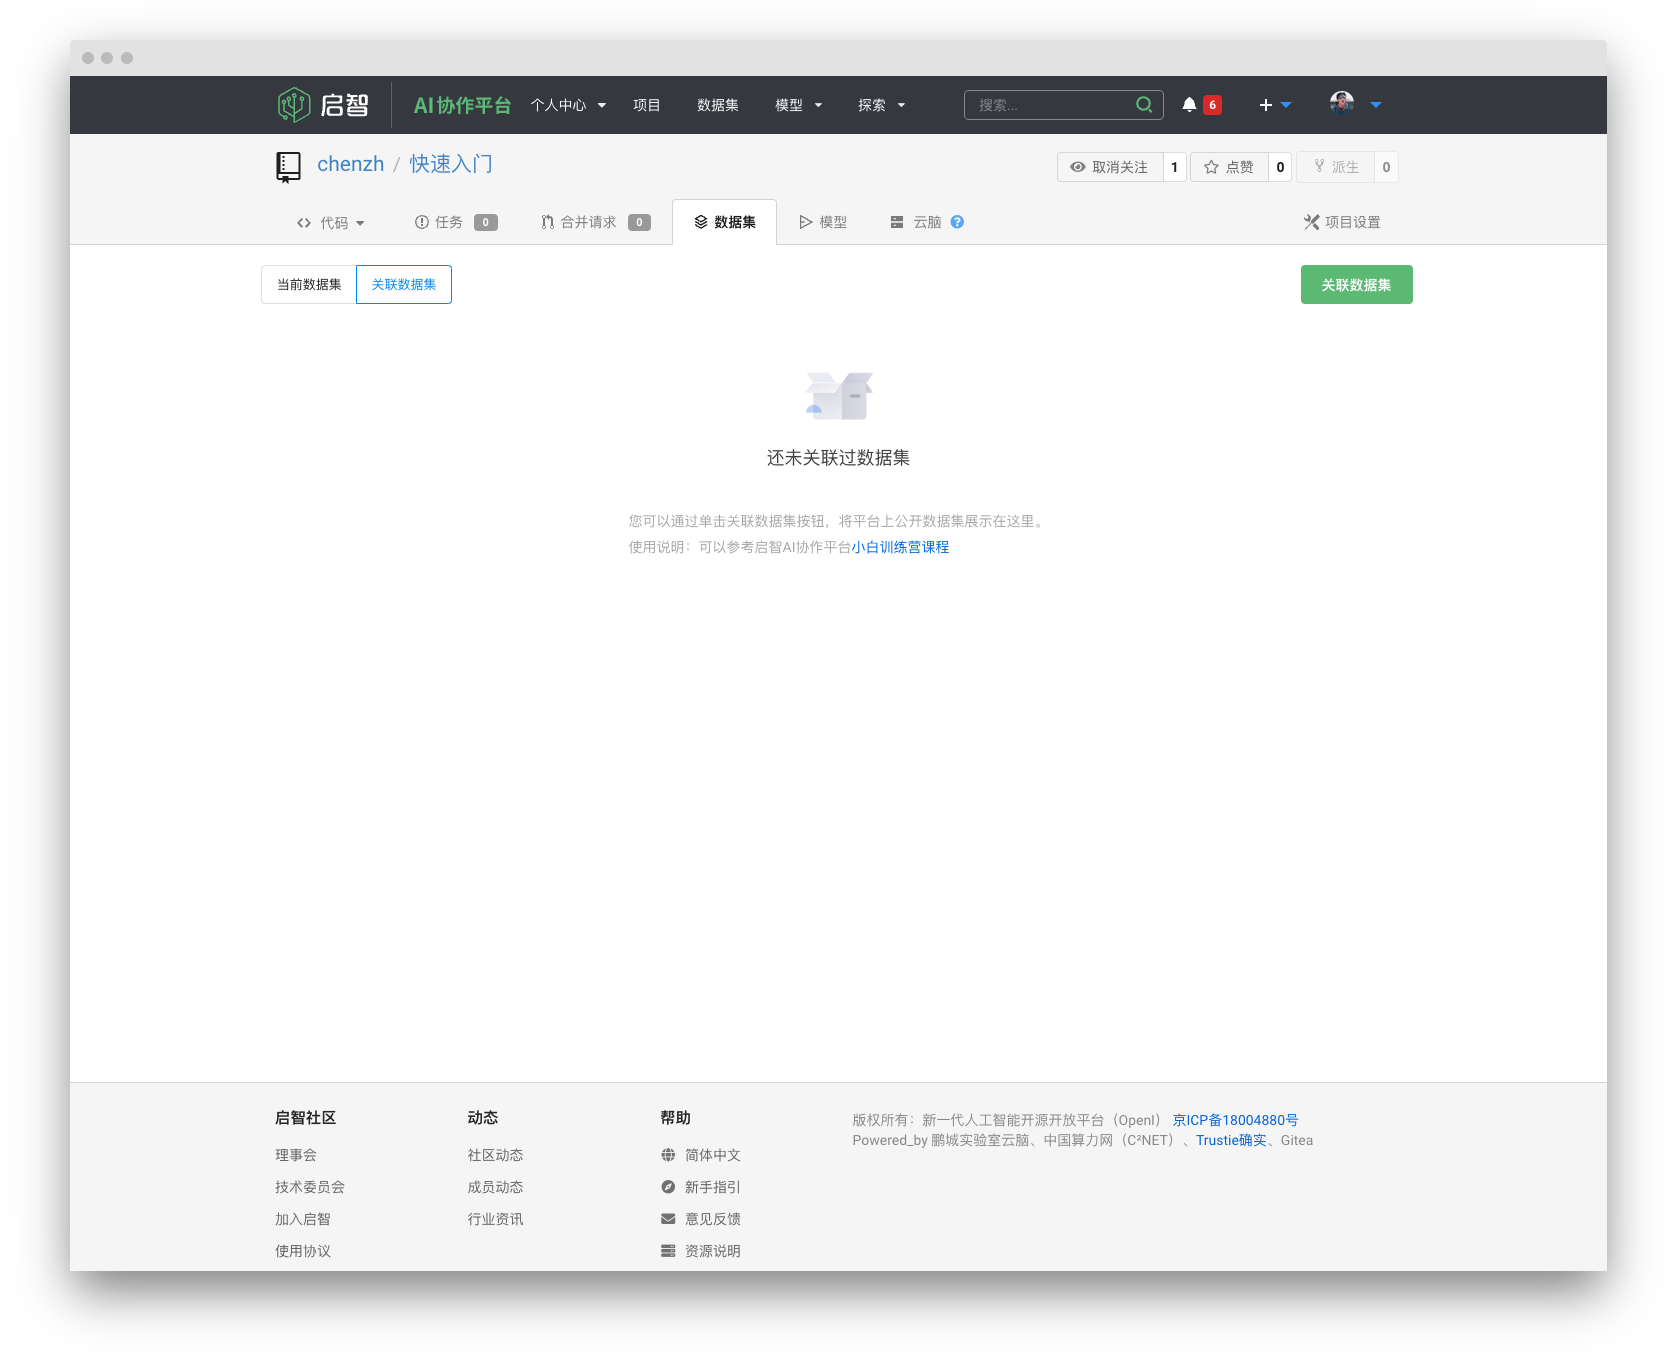 启智 AI协作平台 个人中心 项目 数据集 模型 探索 搜索... 6
chenzh / 快速入门 取消关注 1 点赞 0 派生 0
代码 任务 0 合并请求 0 数据集 模型 云脑 ? 项目设置
当前数据集 关联数据集 关联数据集
还未关联过数据集
您可以通过单击关联数据集按钮，将平台上公开数据集展示在这里。
使用说明：可以参考启智AI协作平台小白训练营课程
启智社区
理事会
技术委员会
加入启智
使用协议
动态
社区动态
成员动态
行业资讯
帮助
简体中文
新手指引
意见反馈
资源说明
版权所有：新一代人工智能开源开放平台（OpenI） 京ICP备18004880号
Powered_by 鹏城实验室云脑、中国算力网（C²NET）、Trustie确实、Gitea